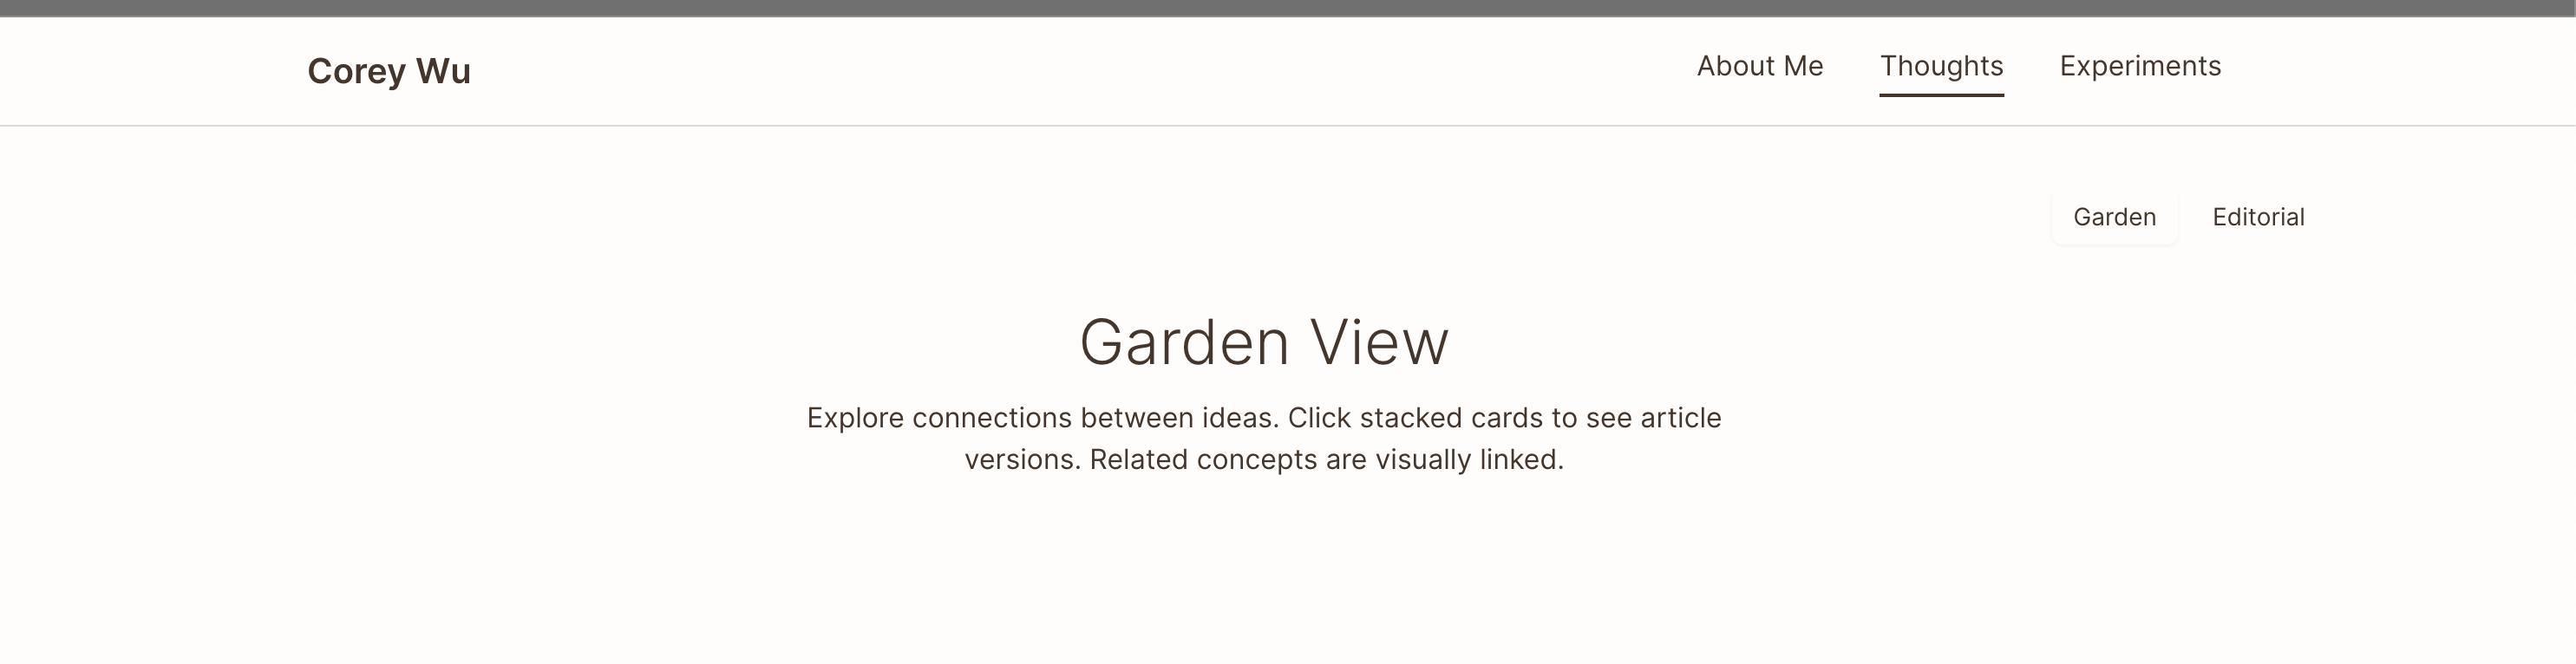 Corey Wu
About Me
Thoughts
Experiments
Garden
Editorial
Garden View
Explore connections between ideas. Click stacked cards to see article
versions. Related concepts are visually linked.